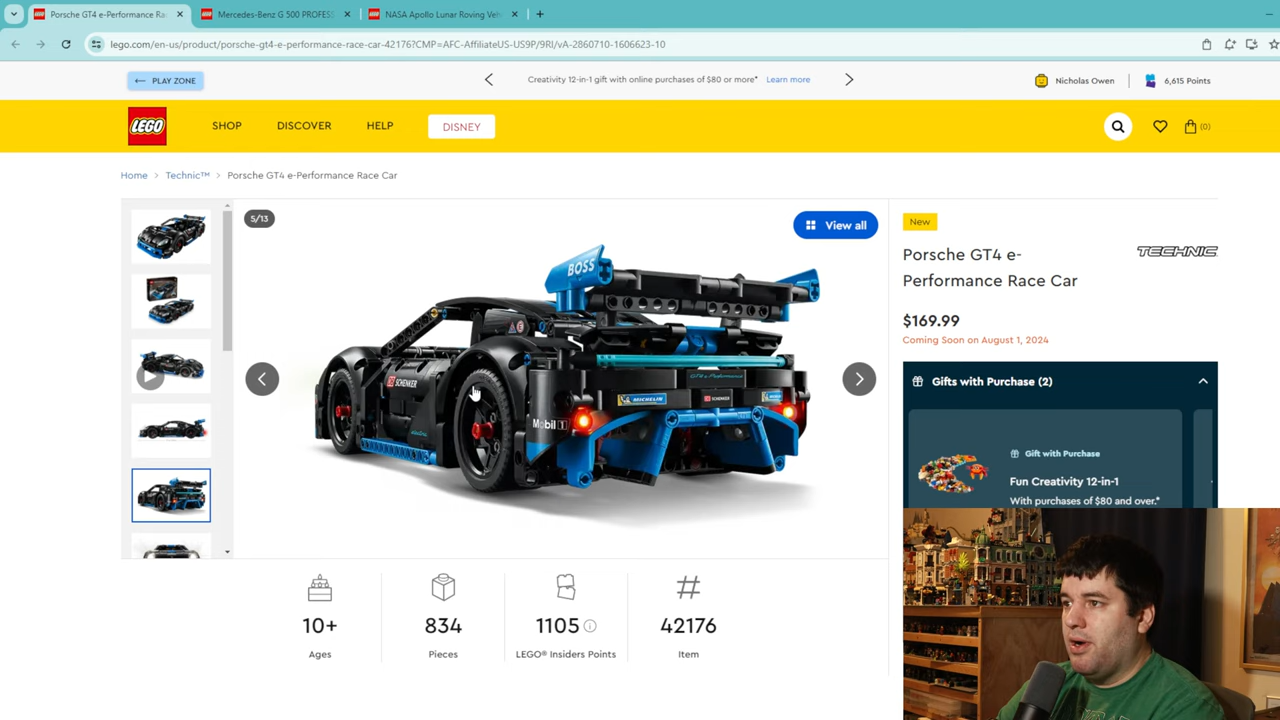 Porsche GT4 e-Performance Ra
Mercedes-Benz G 500 PROFESS
NASA Apollo Lunar Roving Veh
lego.com/en-us/product/porsche-gt4-e-performance-race-car-42176?CMP=AFC-AffiliateUS-US9P/9RI/vA-2860710-1606623-10
PLAY ZONE
Creativity 12-in-1 gift with online purchases of $80 or more* Learn more
Nicholas Owen
6,615 Points
LEGO
SHOP
DISCOVER
HELP
DISNEY
(0)
Home > Technic™ > Porsche GT4 e-Performance Race Car
5/13
View all
BOSS
SCHENKER
Mobil 1
GT4 e-Performance
MICHELIN
SCHENKER
New
TECHNIC
Porsche GT4 e-
Performance Race Car
$169.99
Coming Soon on August 1, 2024
Gifts with Purchase (2)
Gift with Purchase
Fun Creativity 12-in-1
With purchases of $80 and over.*
10+
Ages
834
Pieces
1105
LEGO® Insiders Points
42176
Item